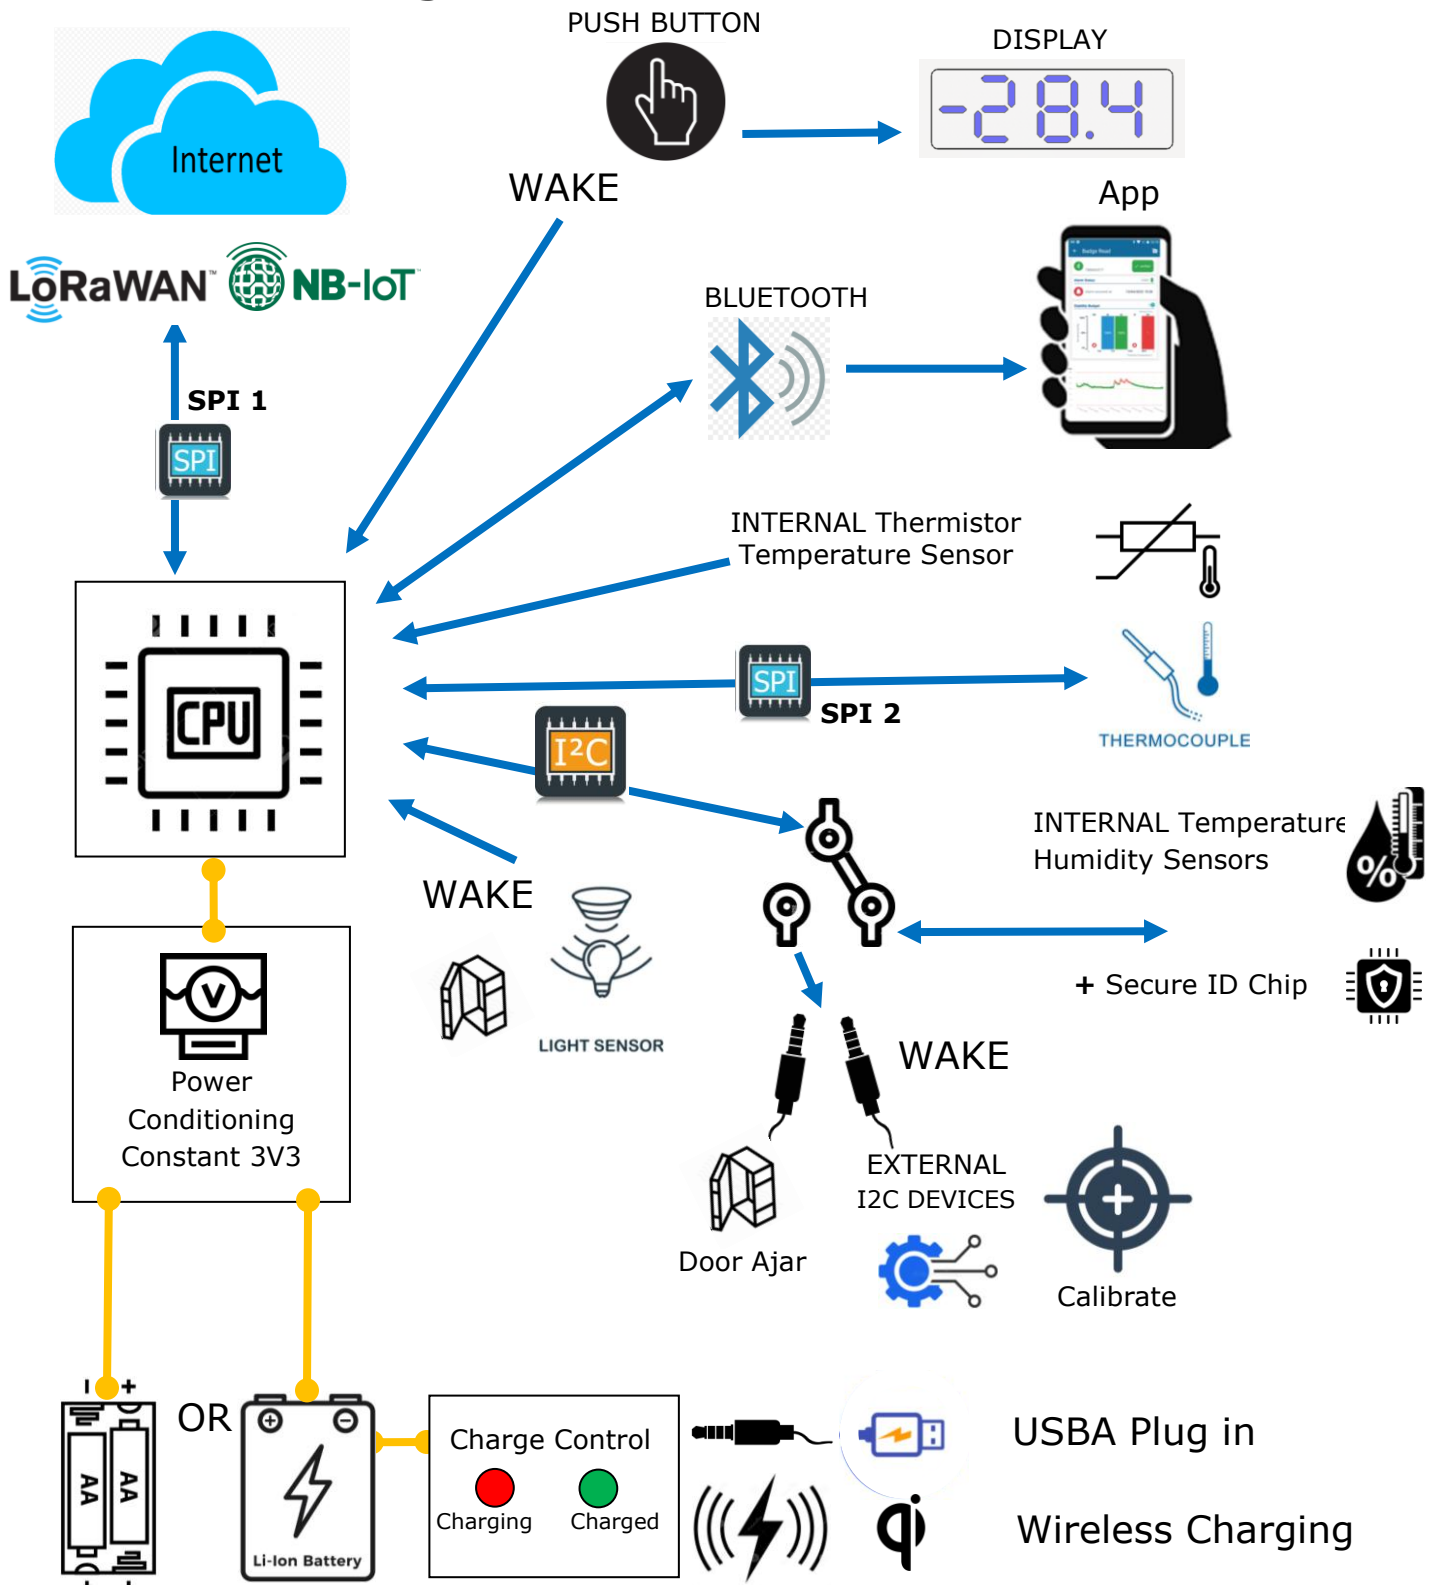 PUSH BUTTON
DISPLAY
-28.4
Internet
WAKE
App
LoRaWAN™
NB-IoT
BLUETOOTH
SPI 1
SPI
INTERNAL Thermistor
Temperature Sensor
SPI
SPI 2
THERMOCOUPLE
CPU
I²C
INTERNAL Temperature
Humidity Sensors
%
WAKE
LIGHT SENSOR
+ Secure ID Chip
V
Power
Conditioning
Constant 3V3
WAKE
Door Ajar
EXTERNAL
I2C DEVICES
Calibrate
- +
AA
AA
OR
+ -
Li-Ion Battery
Charge Control
Charging
Charged
USBA Plug in
qi
Wireless Charging